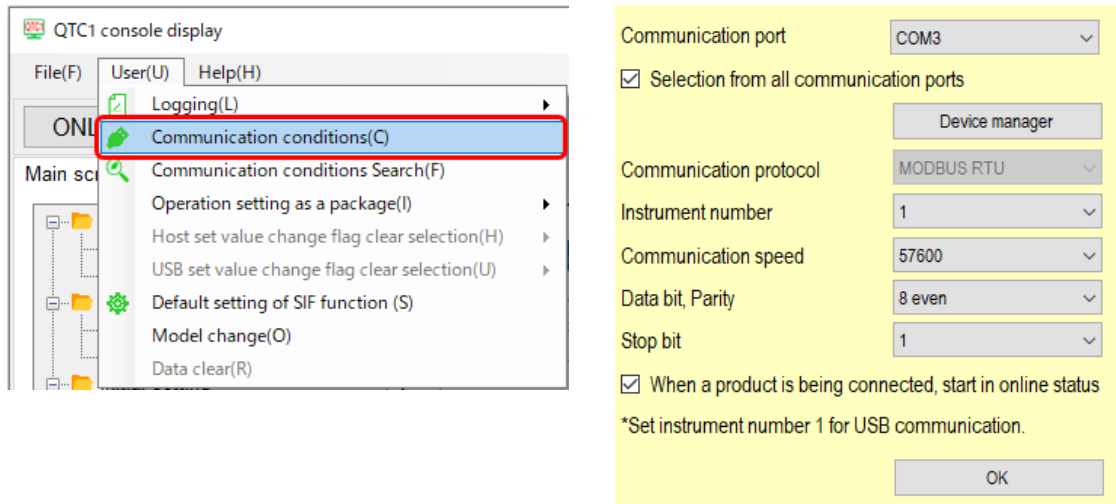 QTC1 console display
File(F) User(U) Help(H)
Logging(L)
Communication conditions(C)
Communication conditions Search(F)
Operation setting as a package(I)
Host set value change flag clear selection(H)
USB set value change flag clear selection(U)
Default setting of SIF function (S)
Model change(O)
Data clear(R)
Main
Communication port COM3
Selection from all communication ports
Device manager
Communication protocol MODBUS RTU
Instrument number 1
Communication speed 57600
Data bit, Parity 8 even
Stop bit 1
When a product is being connected, start in online status
*Set instrument number 1 for USB communication.
OK